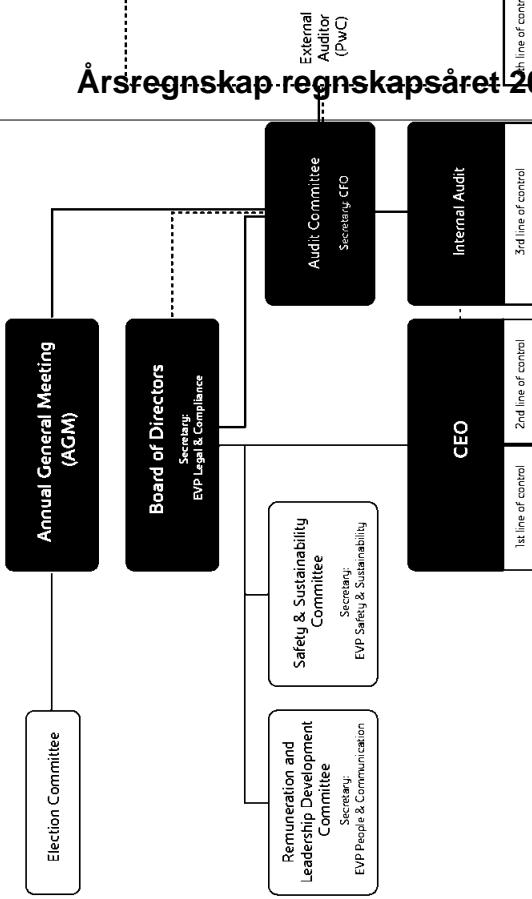 Årsregnskap regnskapsåret
External
Auditor
(PwC)
Annual General Meeting
(AGM)
Election Committee
Board of Directors
Secretary:
EVP Legal & Compliance
Audit Committee
Secretary: CFO
Internal Audit
3rd line of control
CEO
2nd line of control
1st line of control
Safety & Sustainability
Committee
Secretary:
EVP Safety & Sustainability
Remuneration and
Leadership Development
Committee
Secretary:
EVP People & Communication
line of